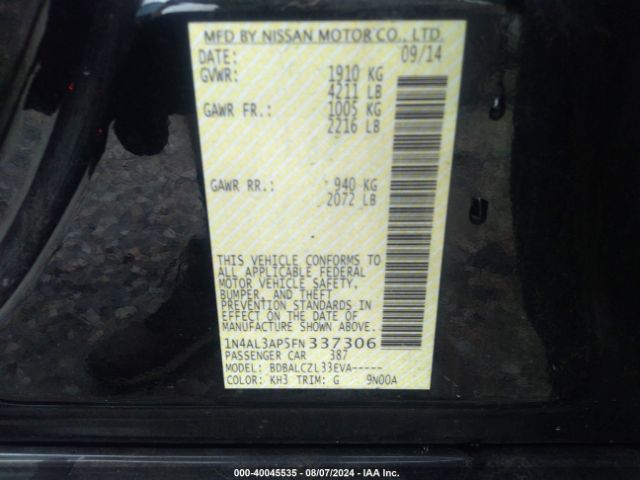 MFD BY NISSAN MOTOR CO., LTD.
DATE: 09/14
GVWR: 1910 KG
4211 LB
GAWR FR.: 1005 KG
2216 LB
GAWR RR.: 940 KG
2072 LB
THIS VEHICLE CONFORMS TO
ALL APPLICABLE FEDERAL
MOTOR VEHICLE SAFETY,
BUMPER, AND THEFT
PREVENTION STANDARDS IN
EFFECT ON THE DATE OF
MANUFACTURE SHOWN ABOVE.
1N4AL3AP5FN337306
PASSENGER CAR 387
MODEL: BDBALCZL33EVA-----
COLOR: KH3 TRIM: G 9N00A
000-40045535 - 08/07/2024 - IAA Inc.